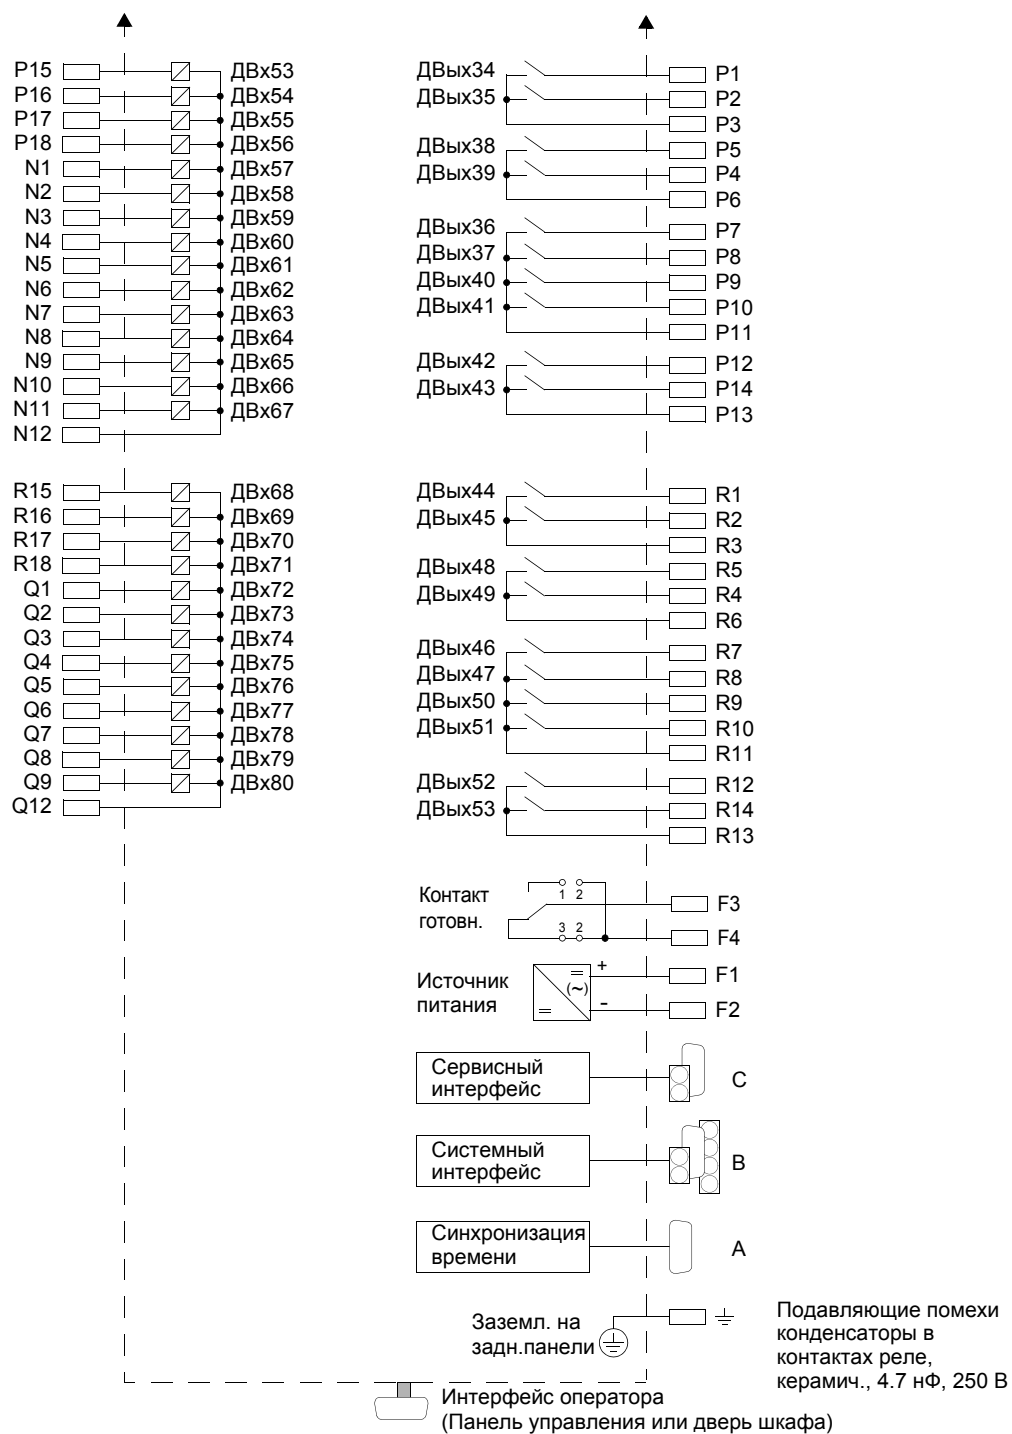 P15 ДВх53
P16 ДВх54
P17 ДВх55
P18 ДВх56
N1 ДВх57
N2 ДВх58
N3 ДВх59
N4 ДВх60
N5 ДВх61
N6 ДВх62
N7 ДВх63
N8 ДВх64
N9 ДВх65
N10 ДВх66
N11 ДВх67
N12
R15 ДВх68
R16 ДВх69
R17 ДВх70
R18 ДВх71
Q1 ДВх72
Q2 ДВх73
Q3 ДВх74
Q4 ДВх75
Q5 ДВх76
Q6 ДВх77
Q7 ДВх78
Q8 ДВх79
Q9 ДВх80
Q12
ДВых34 P1
ДВых35 P2
P3
ДВых38 P5
ДВых39 P4
P6
ДВых36 P7
ДВых37 P8
ДВых40 P9
ДВых41 P10
P11
ДВых42 P12
ДВых43 P14
P13
ДВых44 R1
ДВых45 R2
R3
ДВых48 R5
ДВых49 R4
R6
ДВых46 R7
ДВых47 R8
ДВых50 R9
ДВых51 R10
R11
ДВых52 R12
ДВых53 R14
R13
Контакт
готовн.
1 2
3 2
F3
F4
Источник
питания
=
(~)
=
+
-
F1
F2
Сервисный
интерфейс
C
Системный
интерфейс
B
Синхронизация
времени
A
Заземл. на
задн.панели
Подавляющие помехи
конденсаторы в
контактах реле,
керамич., 4.7 нФ, 250 В
Интерфейс оператора
(Панель управления или дверь шкафа)